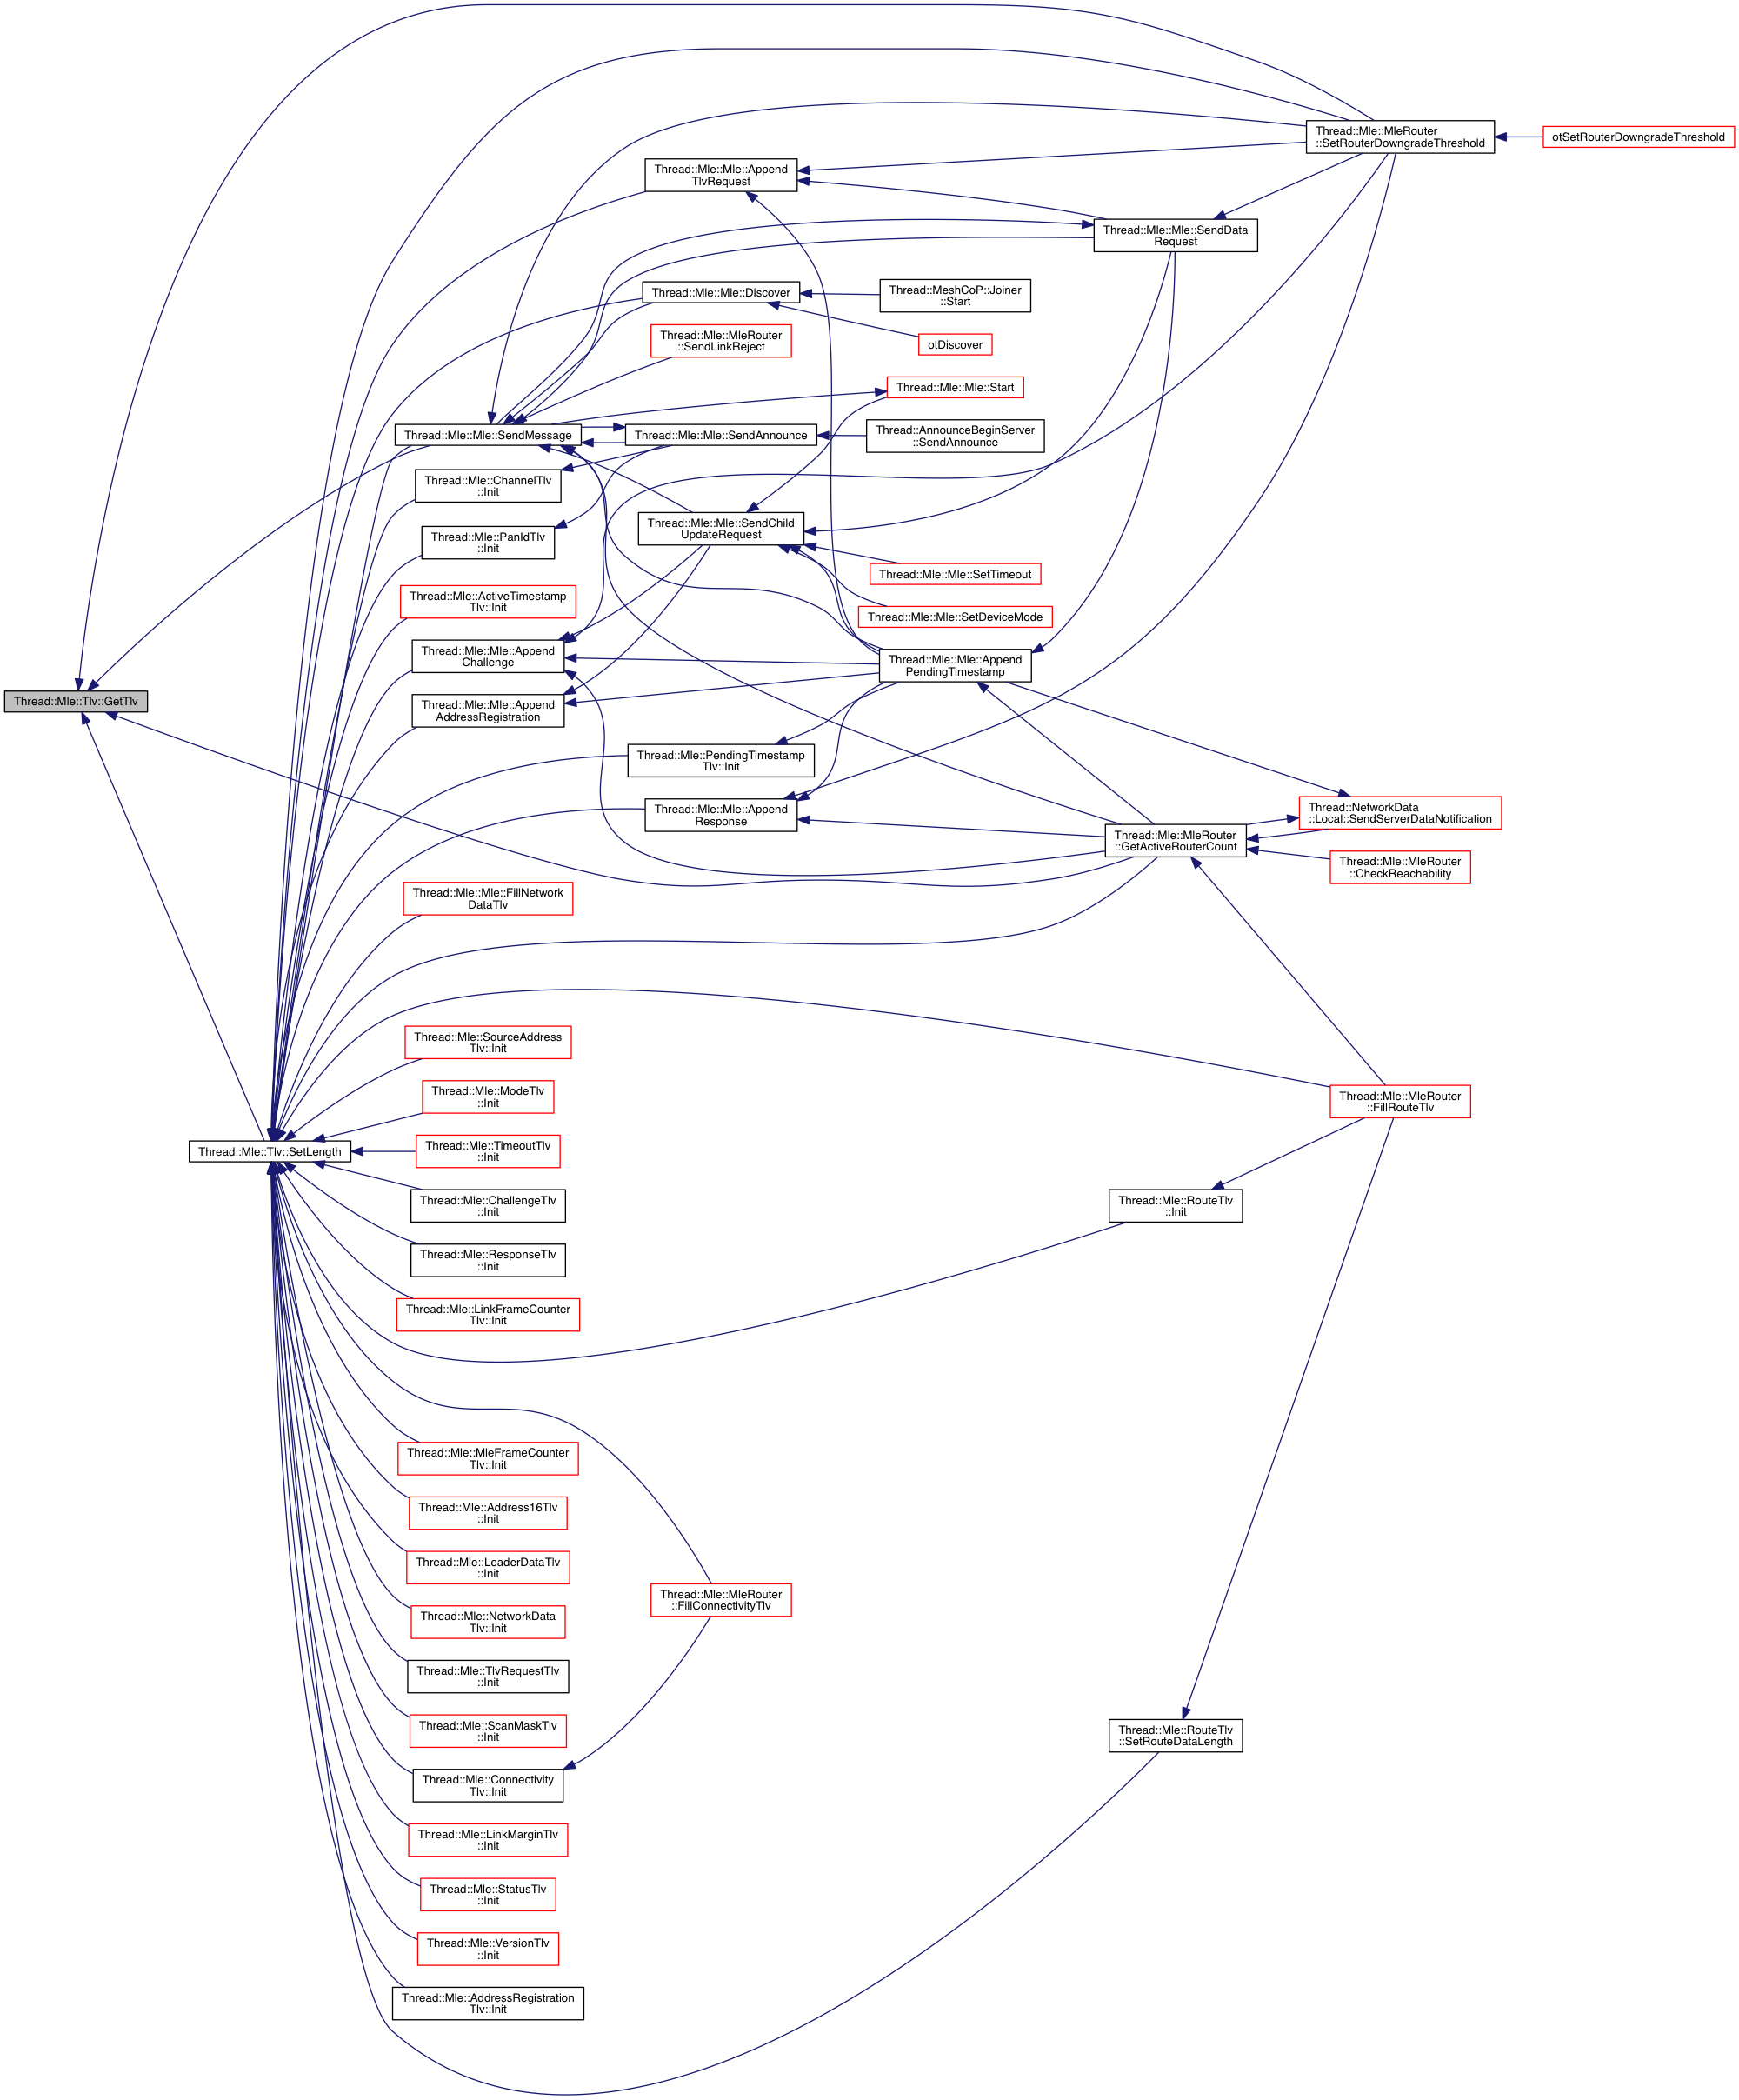 Thread::Mle::MleRouter
::SetRouterDowngradeThreshold
otSetRouterDowngradeThreshold
Thread::Mle::Mle::Append
TlvRequest
Thread::Mle::Mle::SendData
Request
Thread::Mle::Mle::Discover
Thread::MeshCoP::Joiner
::Start
Thread::Mle::MleRouter
::SendLinkReject
otDiscover
Thread::Mle::Mle::Start
Thread::Mle::Mle::SendMessage
Thread::Mle::Mle::SendAnnounce
Thread::AnnounceBeginServer
::SendAnnounce
Thread::Mle::ChannelTlv
::Init
Thread::Mle::PanIdTlv
::Init
Thread::Mle::Mle::SendChild
UpdateRequest
Thread::Mle::Mle::SetTimeout
Thread::Mle::ActiveTimestamp
Tlv::Init
Thread::Mle::Mle::SetDeviceMode
Thread::Mle::Mle::Append
Challenge
Thread::Mle::Mle::Append
PendingTimestamp
Thread::Mle::Tlv::GetTlv
Thread::Mle::Mle::Append
AddressRegistration
Thread::Mle::PendingTimestamp
Tlv::Init
Thread::Mle::Mle::Append
Response
Thread::NetworkData
::Local::SendServerDataNotification
Thread::Mle::MleRouter
::GetActiveRouterCount
Thread::Mle::MleRouter
::CheckReachability
Thread::Mle::Mle::FillNetwork
DataTlv
Thread::Mle::SourceAddress
Tlv::Init
Thread::Mle::ModeTlv
::Init
Thread::Mle::MleRouter
::FillRouteTlv
Thread::Mle::Tlv::SetLength
Thread::Mle::TimeoutTlv
::Init
Thread::Mle::ChallengeTlv
::Init
Thread::Mle::RouteTlv
::Init
Thread::Mle::ResponseTlv
::Init
Thread::Mle::LinkFrameCounter
Tlv::Init
Thread::Mle::MleFrameCounter
Tlv::Init
Thread::Mle::Address16Tlv
::Init
Thread::Mle::LeaderDataTlv
::Init
Thread::Mle::MleRouter
::FillConnectivityTlv
Thread::Mle::NetworkData
Tlv::Init
Thread::Mle::TlvRequestTlv
::Init
Thread::Mle::ScanMaskTlv
::Init
Thread::Mle::RouteTlv
::SetRouteDataLength
Thread::Mle::Connectivity
Tlv::Init
Thread::Mle::LinkMarginTlv
::Init
Thread::Mle::StatusTlv
::Init
Thread::Mle::VersionTlv
::Init
Thread::Mle::AddressRegistration
Tlv::Init